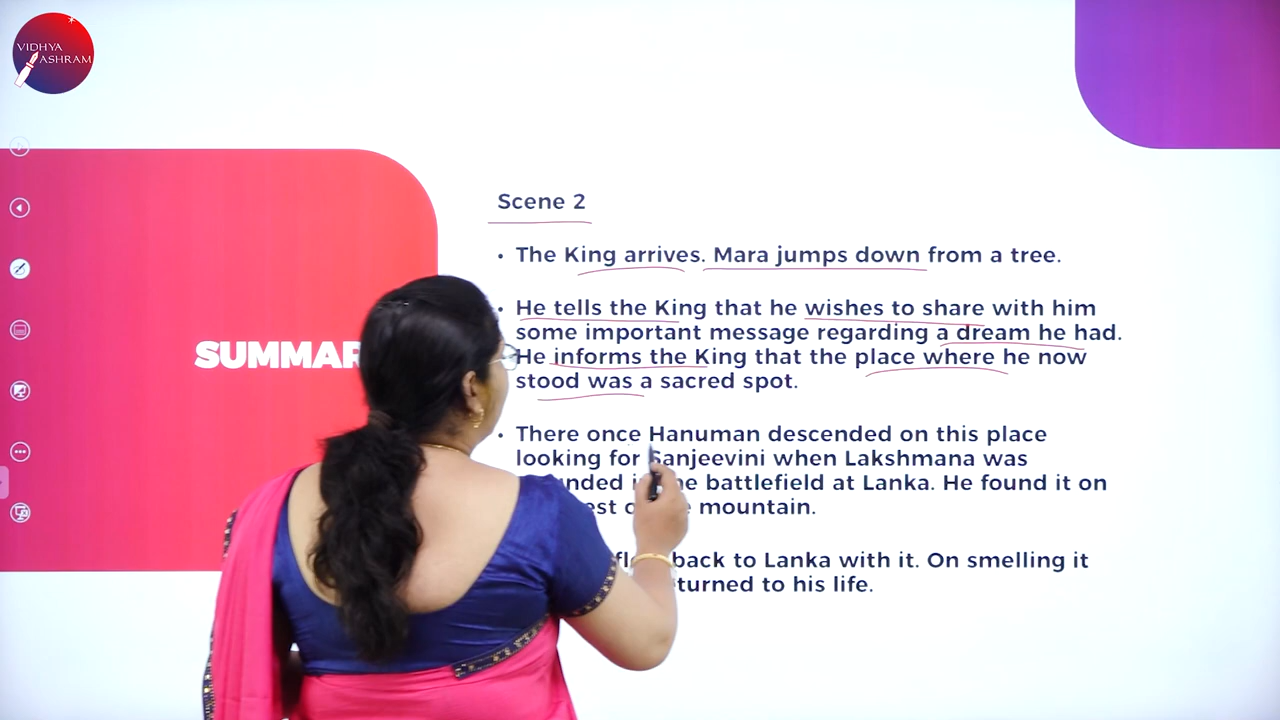 VIDHYA
ASHRAM
Scene 2
• The King arrives. Mara jumps down from a tree.
• He tells the King that he wishes to share with him
some important message regarding a dream he had.
He informs the King that the place where he now
stood was a sacred spot.
SUMMAR
• There once Hanuman descended on this place
looking for Sanjeevini when Lakshmana was
battlefield at Lanka. He found it on
mountain.
back to Lanka with it. On smelling it
to his life.